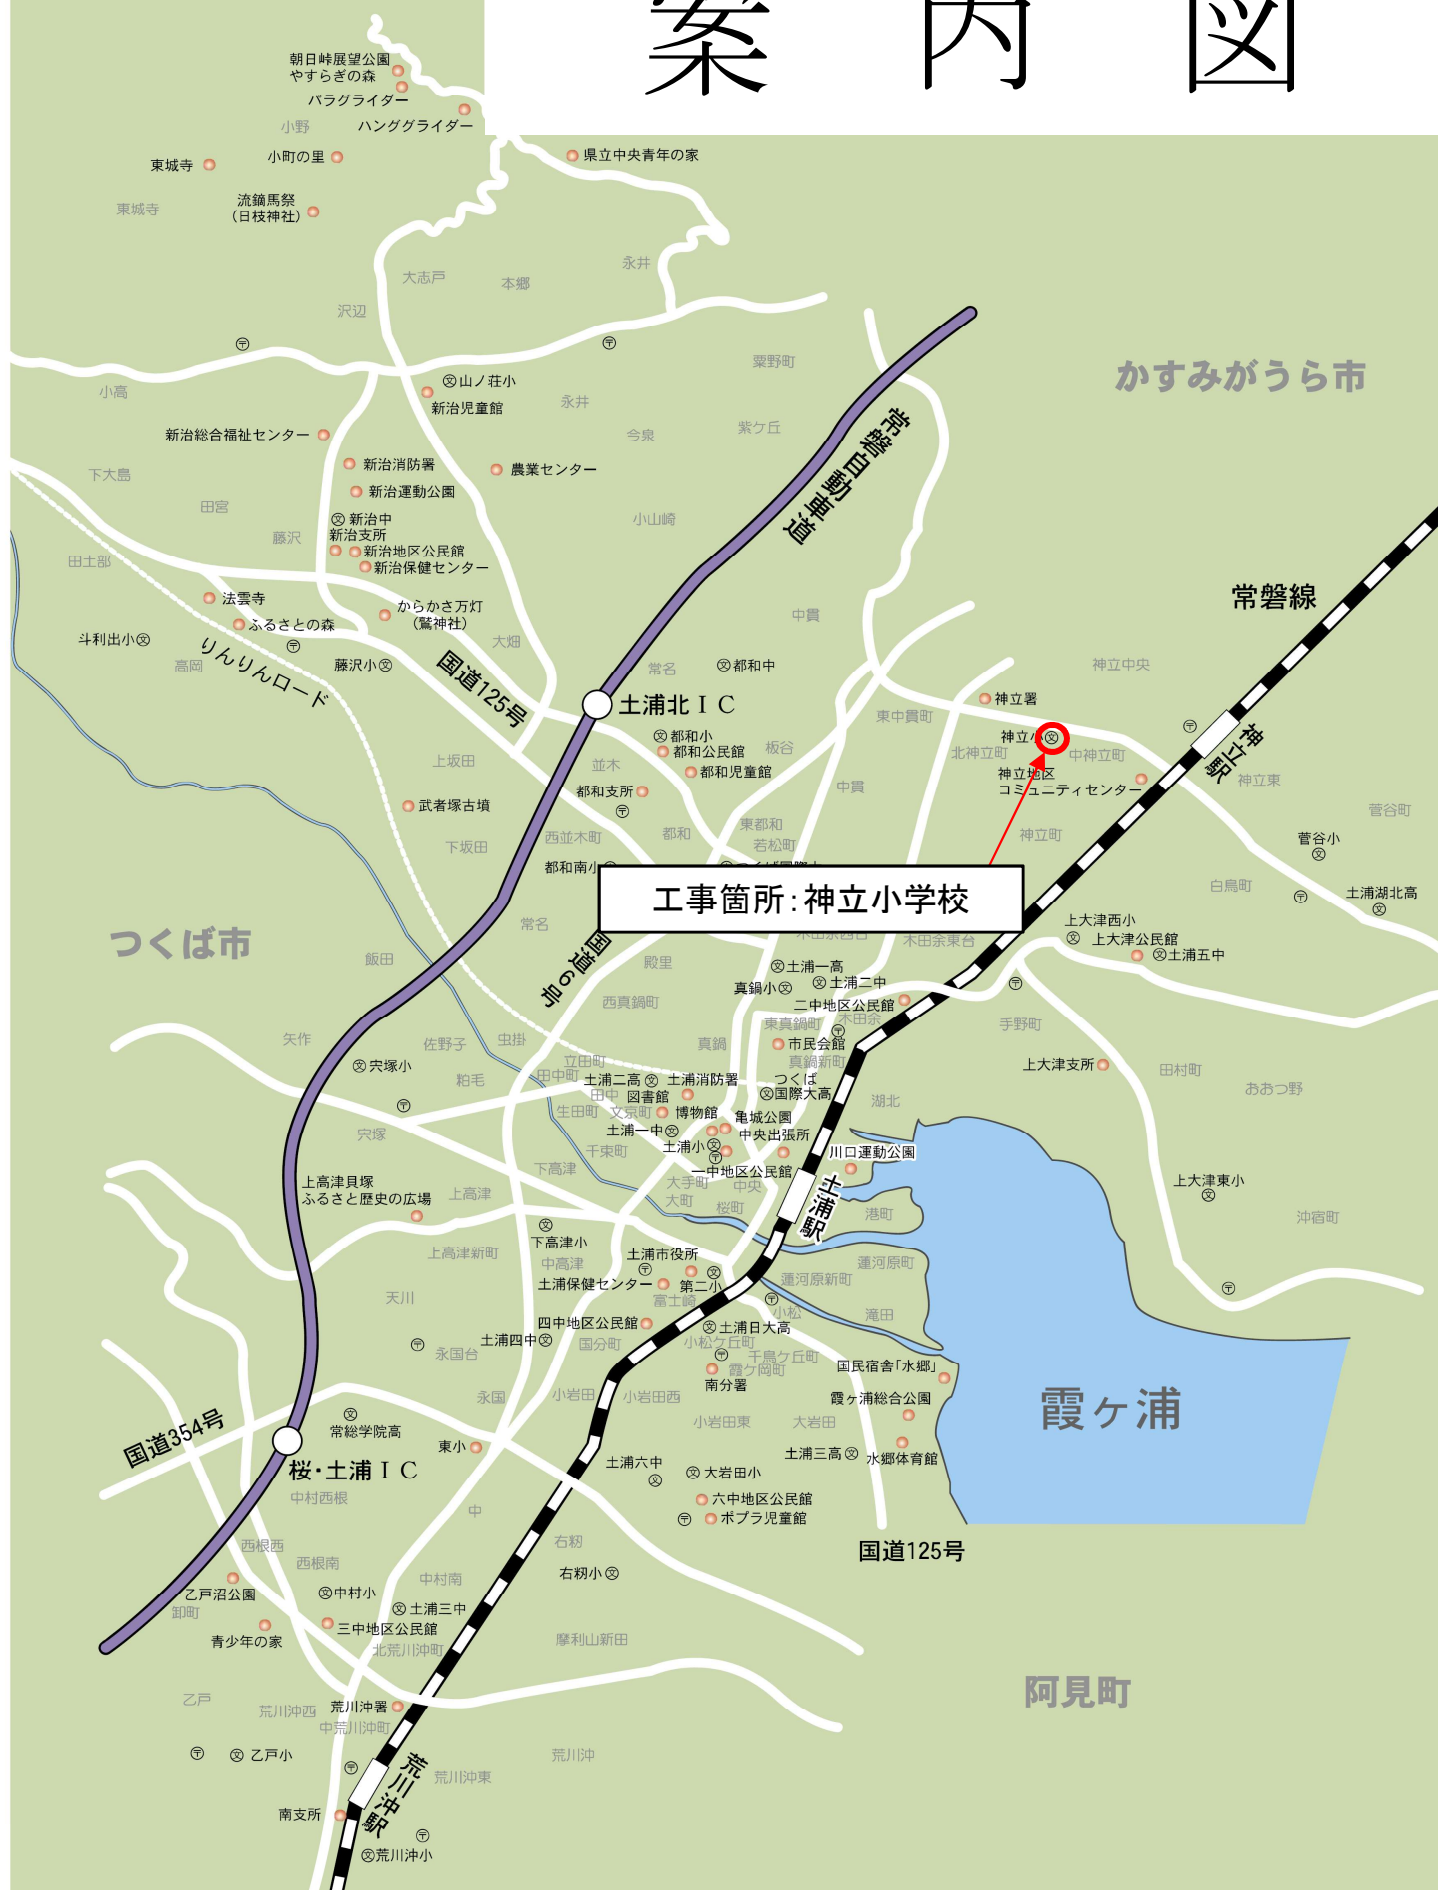 案内図
朝日峠展望公園
やすらぎの森
パラグライダー
ハンググライダー
小野
小町の里
東城寺
東城寺
流鏑馬祭
（日枝神社）
県立中央青年の家
大志戸
本郷
永井
沢辺
小高
山ノ荘小
新治児童館
永井
粟野町
かすみがうら市
新治総合福祉センター
今泉
紫ケ丘
常磐自動車道
下大島
新治消防署
農業センター
新治運動公園
田宮
新治中
新治支所
小山崎
藤沢
新治地区公民館
新治保健センター
田土部
法雲寺
からかさ万灯
（鷲神社）
ふるさとの森
斗利出小
高岡
りんりんロード
藤沢小
大畑
国道125号
常名
都和中
中貫
常磐線
神立中央
神立署
土浦北ＩＣ
東中貫町
都和小
都和公民館
都和児童館
板谷
神立小
北神立町
中神立町
神立駅
神立地区
コミュニティセンター
神立東
上坂田
並木
都和支所
中貫
武者塚古墳
菅谷町
下坂田
西並木町
都和
東都和
若松町
神立町
菅谷小
都和南小
工事箇所：神立小学校
白鳥町
土浦湖北高
常名
つくば市
国道6号
木田余東台
上大津西小
上大津公民館
土浦五中
飯田
殿里
土浦一高
真鍋小
土浦二中
二中地区公民館
西真鍋町
東真鍋町
木田余
手野町
矢作
佐野子
虫掛
真鍋
市民会館
真鍋新町
宍塚小
立田町
田中町
粕毛
上大津支所
田村町
おおつ野
土浦二高
土浦消防署
つくば
国際大高
田中
図書館
生田町
文京町
博物館
亀城公園
湖北
宍塚
土浦一中
中央出張所
土浦小
千束町
川口運動公園
下高津
一中地区公民館
上高津貝塚
ふるさと歴史の広場
上高津
大手町
中央
大町
桜町
土浦駅
港町
上大津東小
沖宿町
下高津小
上高津新町
中高津
土浦市役所
土浦保健センター
第二小
蓮河原町
蓮河原新町
天川
富士崎
小松
滝田
四中地区公民館
土浦四中
国分町
土浦日大高
小松ケ丘町
千鳥ケ丘町
永国台
霞ケ岡町
南分署
国民宿舎「水郷」
永国
小岩田
小岩田西
霞ヶ浦総合公園
霞ヶ浦
国道354号
常総学院高
小岩田東
大岩田
東小
土浦三高
水郷体育館
桜・土浦ＩＣ
土浦六中
大岩田小
中村西根
六中地区公民館
ポプラ児童館
中
右籾
国道125号
西根西
西根南
右籾小
中村南
乙戸沼公園
中村小
卸町
土浦三中
三中地区公民館
青少年の家
北荒川沖町
摩利山新田
阿見町
乙戸
荒川沖西
荒川沖署
中荒川沖町
乙戸小
荒川沖駅
荒川沖東
荒川沖
南支所
荒川沖小